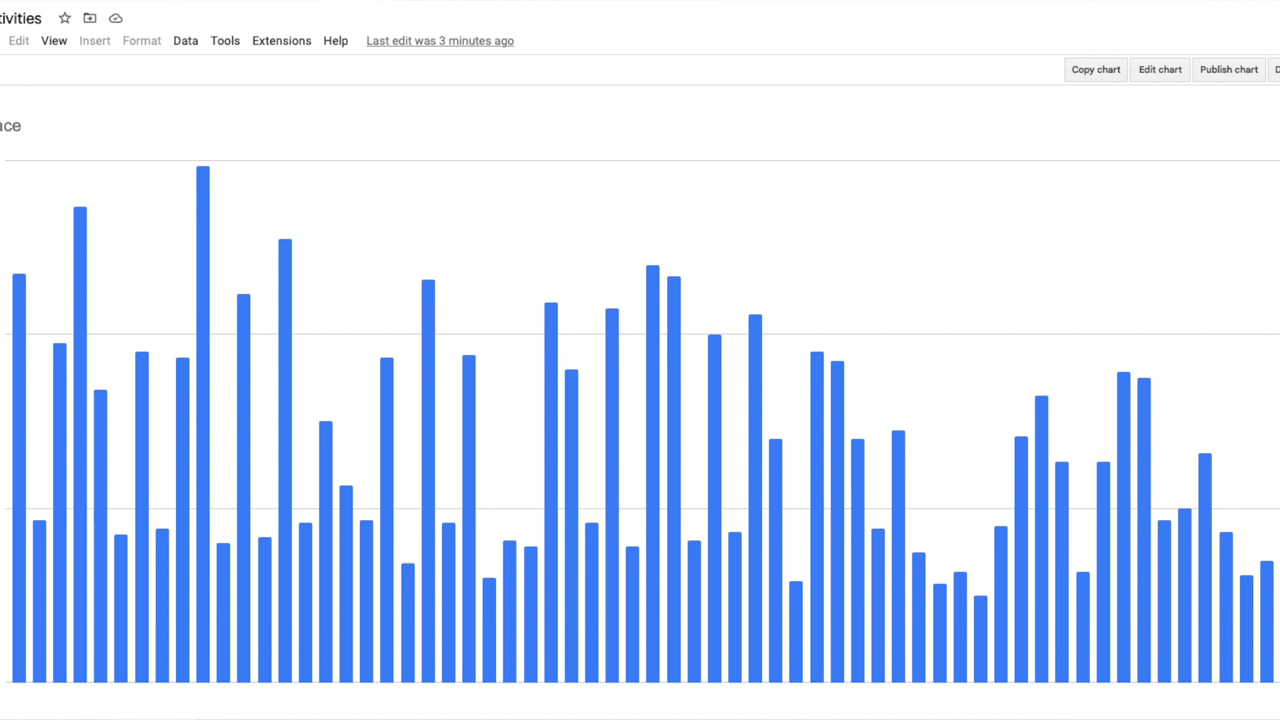 tivities
Edit View Insert Format Data Tools Extensions Help Last edit was 3 minutes ago
Copy chart Edit chart Publish chart D
ace